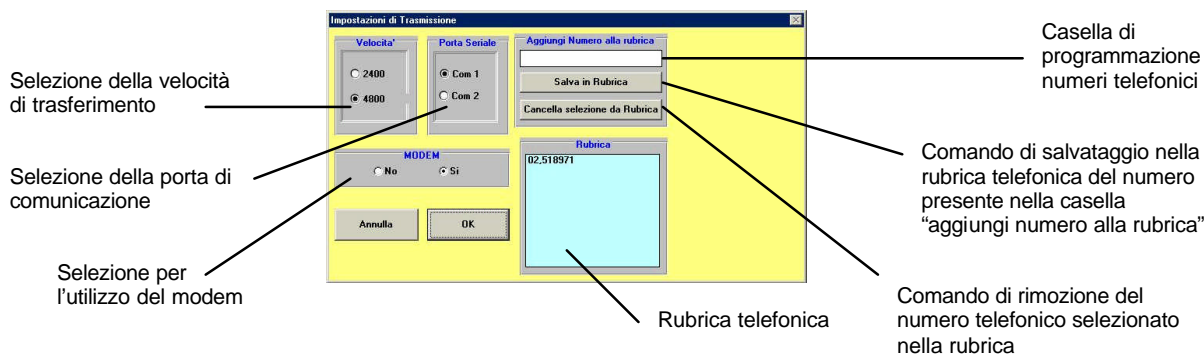 Impostazioni di Trasmissione
Velocita'
2400
4800
Porta Seriale
Com 1
Com 2
Aggiungi Numero alla rubrica
Salva in Rubrica
Cancella selezione da Rubrica
MODEM
No
Si
Rubrica
02,518971
Annulla
OK
Selezione della velocità
di trasferimento
Selezione della porta di
comunicazione
Selezione per
l'utilizzo del modem
Casella di
programmazione
numeri telefonici
Comando di salvataggio nella
rubrica telefonica del numero
presente nella casella
“aggiungi numero alla rubrica”
Comando di rimozione del
numero telefonico selezionato
nella rubrica
Rubrica telefonica